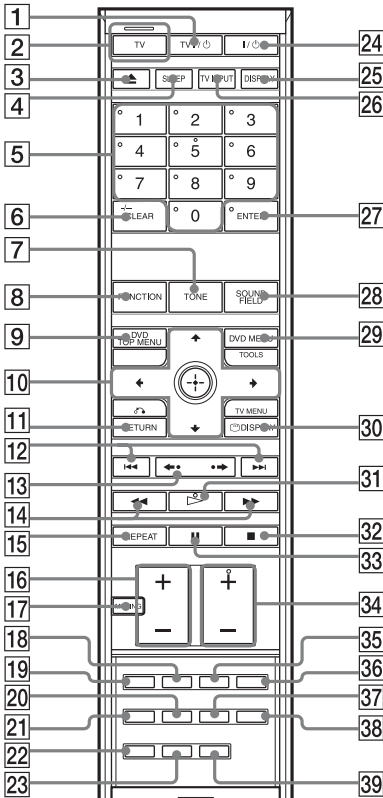 1
2 TV TV I/⏻ I/⏻ 24
3 SLEEP TV INPUT DISPLAY 25
4 26
1 2 3
5 4 5 6
7 8 9
6 -/-- CLEAR 0 ENTER 27
7
8 FUNCTION TONE SOUND FIELD 28
9 DVD TOP MENU DVD MENU 29
TOOLS
10
TV MENU
11 RETURN DISPLAY 30
12
13 31
14
15 REPEAT 32
33
16 + + 34
17
− −
18 35
19 36
20 37
21 38
22
23 39